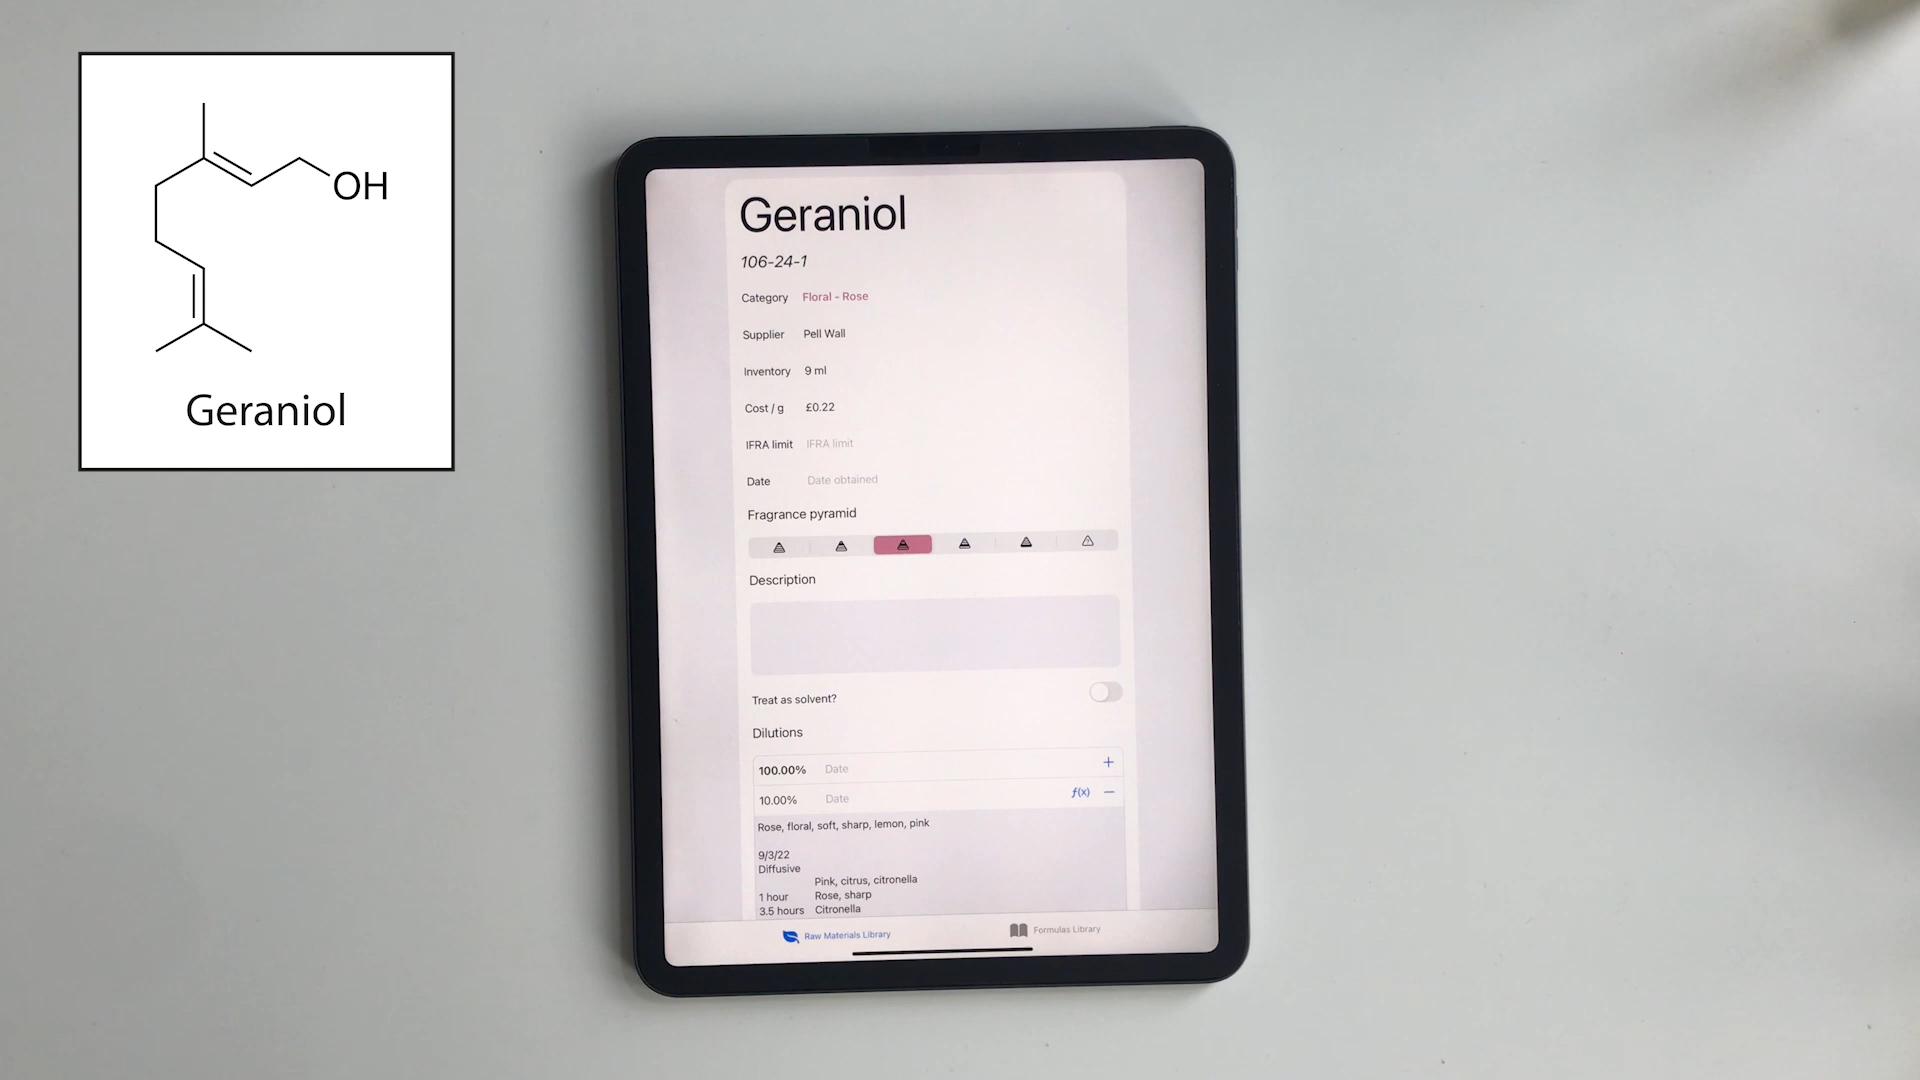 OH
Geraniol
Geraniol
106-24-1
Category Floral - Rose
Supplier Pell Wall
Inventory 9 ml
Cost / g £0.22
IFRA limit IFRA limit
Date Date obtained
Fragrance pyramid
Description
Treat as solvent?
Dilutions
100.00% Date +
10.00% Date f(x) −
Rose, floral, soft, sharp, lemon, pink
9/3/22
Diffusive
Pink, citrus, citronella
1 hour Rose, sharp
3.5 hours Citronella
Raw Materials Library Formulas Library